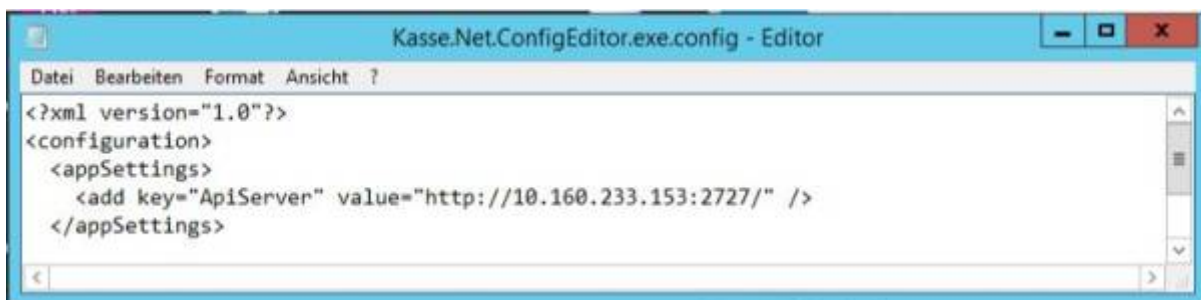 Kasse.Net.ConfigEditor.exe.config - Editor
Datei Bearbeiten Format Ansicht ?
<?xml version="1.0"?>
<configuration>
<appSettings>
<add key="ApiServer" value="http://10.160.233.153:2727/" />
</appSettings>